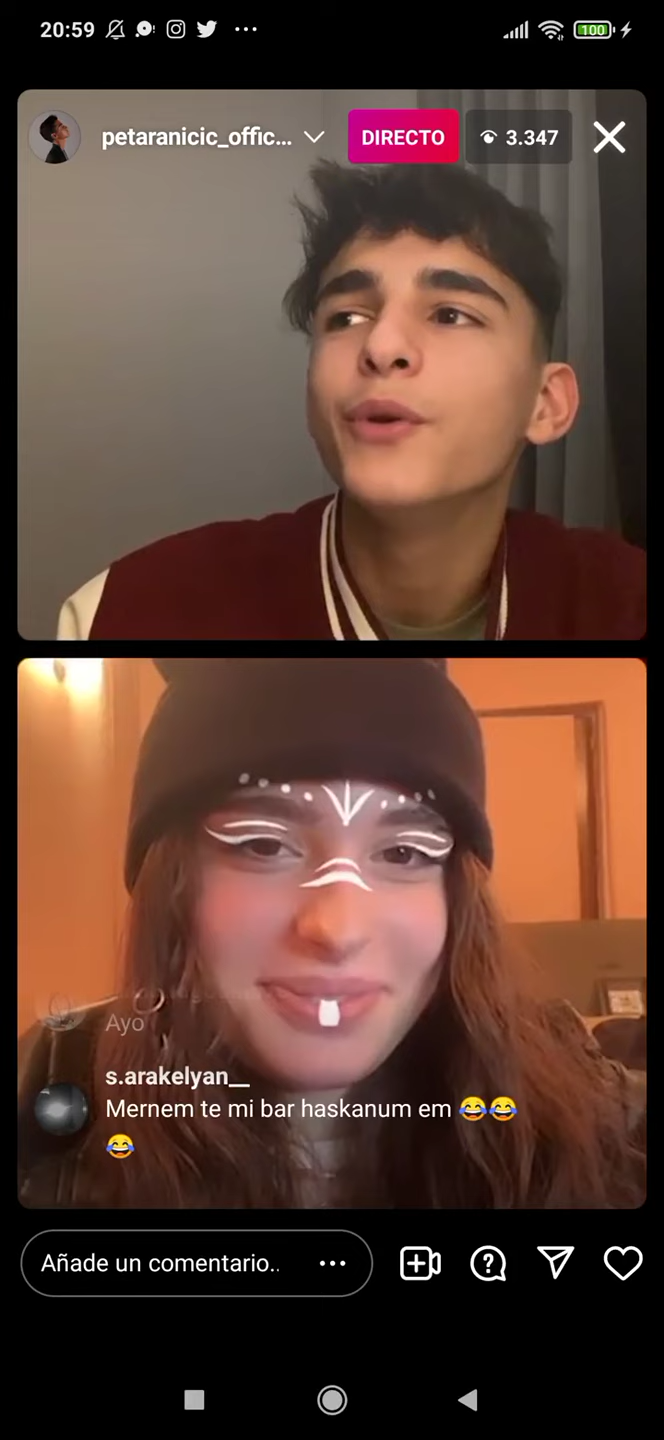 20:59
100
petaranicic_offic...
DIRECTO
3.347
Ayo
s.arakelyan__
Mernem te mi bar haskanum em 😂😂
😂
Añade un comentario..